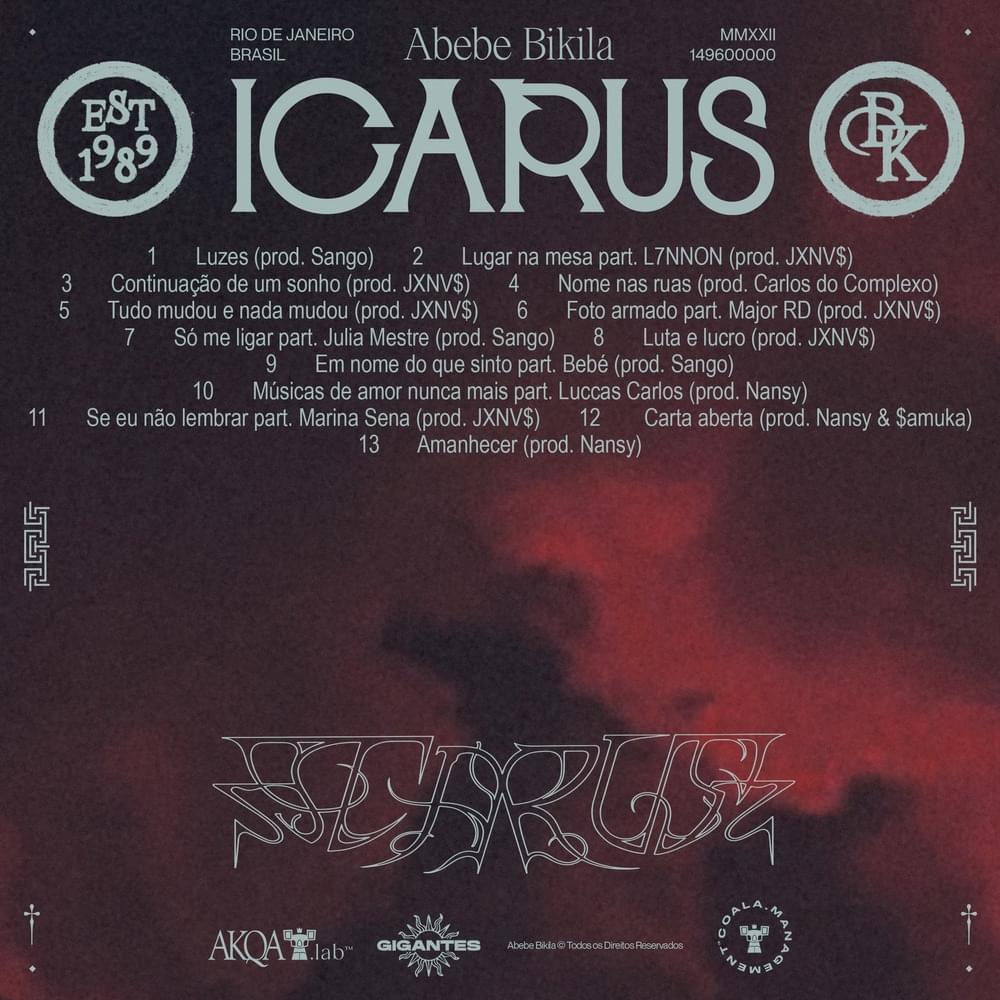 RIO DE JANEIRO
BRASIL
Abebe Bikila
MMXXII
149600000
EST
1989
ICARUS
BK
1 Luzes (prod. Sango) 2 Lugar na mesa part. L7NNON (prod. JXNV$)
3 Continuação de um sonho (prod. JXNV$) 4 Nome nas ruas (prod. Carlos do Complexo)
5 Tudo mudou e nada mudou (prod. JXNV$) 6 Foto armado part. Major RD (prod. JXNV$)
7 Só me ligar part. Julia Mestre (prod. Sango) 8 Luta e lucro (prod. JXNV$)
9 Em nome do que sinto part. Bebé (prod. Sango)
10 Músicas de amor nunca mais part. Luccas Carlos (prod. Nansy)
11 Se eu não lembrar part. Marina Sena (prod. JXNV$) 12 Carta aberta (prod. Nansy & $amuka)
13 Amanhecer (prod. Nansy)
ICARUS
AKQA .lab™
GIGANTES
Abebe Bikila © Todos os Direitos Reservados
COALA.MANAGEMENT